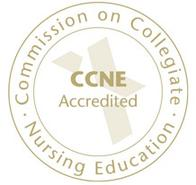 Commission on Collegiate
CCNE
Accredited
Nursing Education